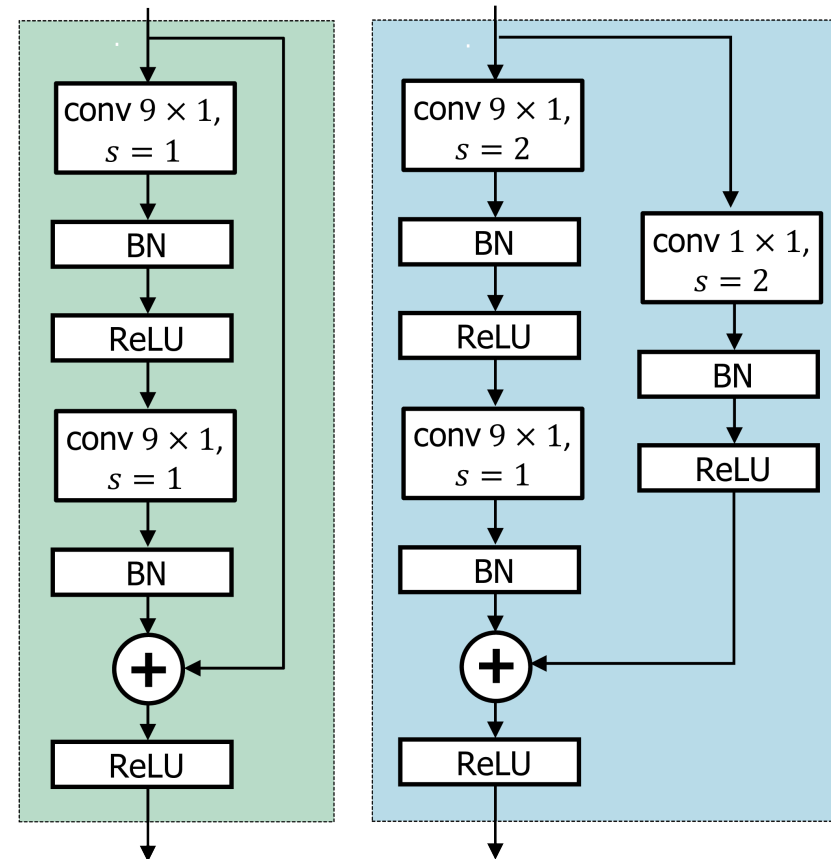 conv 9 × 1,
s = 1
BN
ReLU
conv 9 × 1,
s = 1
BN
+
ReLU
conv 9 × 1,
s = 2
BN
ReLU
conv 9 × 1,
s = 1
BN
+
ReLU
conv 1 × 1,
s = 2
BN
ReLU